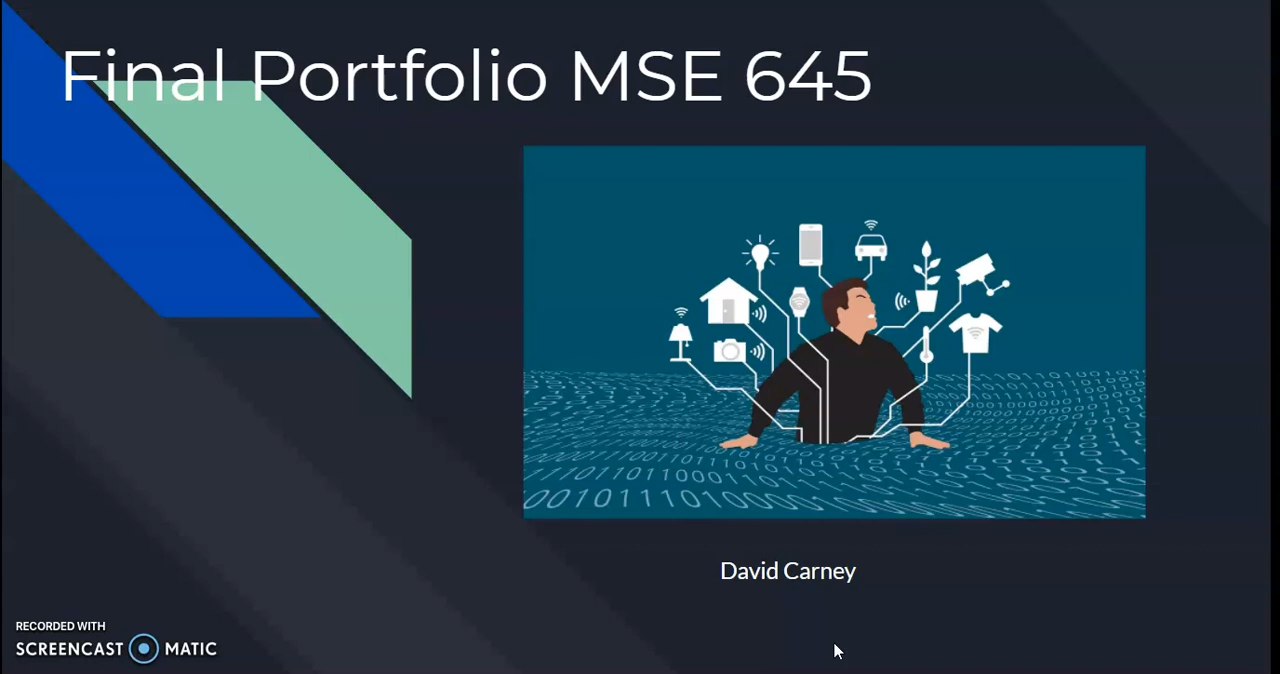 Final Portfolio MSE 645
David Carney
RECORDED WITH
SCREENCAST MATIC